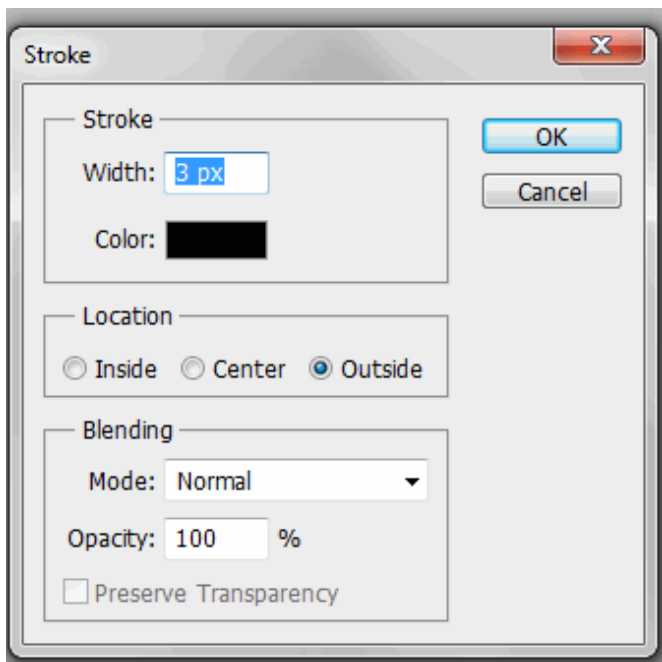 Stroke
Stroke
Width: 3 px
Color:
OK
Cancel
Location
Inside Center Outside
Blending
Mode: Normal
Opacity: 100 %
Preserve Transparency